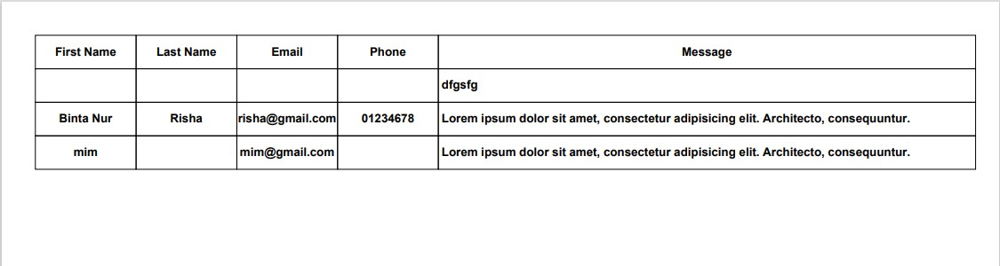 First Name Last Name Email Phone Message
dfgsfg
Binta Nur Risha risha@gmail.com 01234678 Lorem ipsum dolor sit amet, consectetur adipisicing elit. Architecto, consequuntur.
mim mim@gmail.com Lorem ipsum dolor sit amet, consectetur adipisicing elit. Architecto, consequuntur.